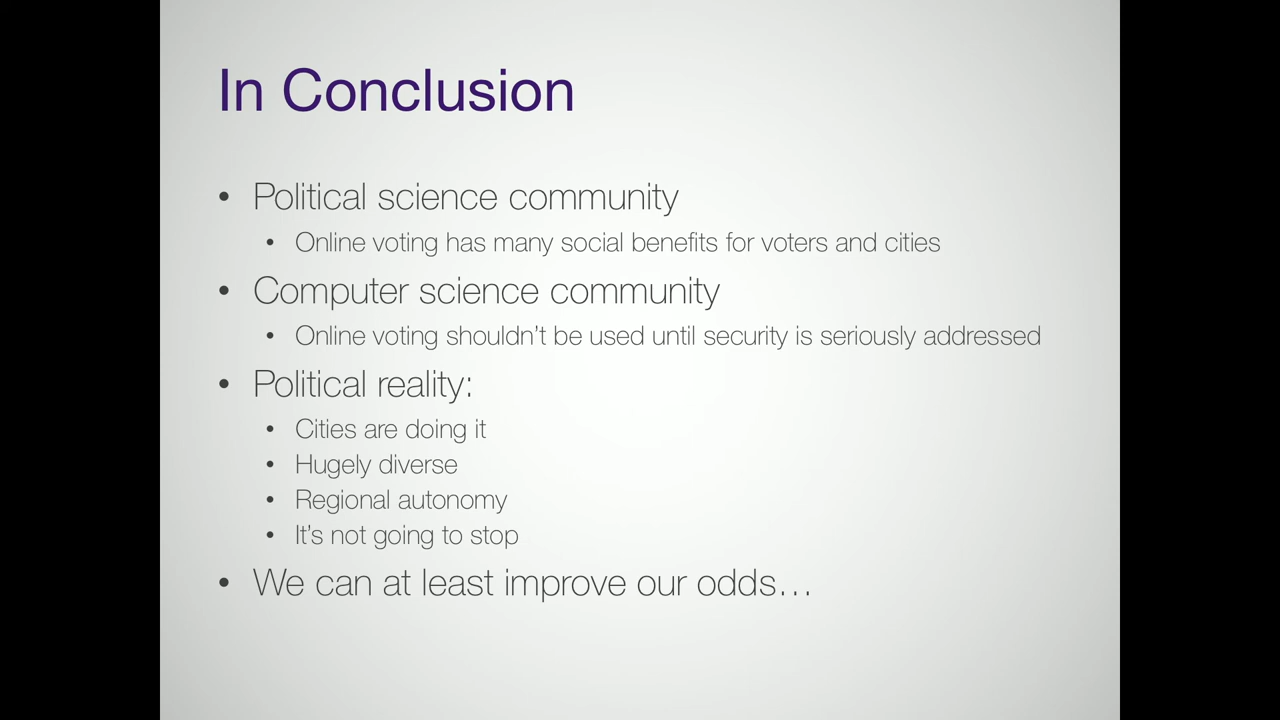 In Conclusion
• Political science community
• Online voting has many social benefits for voters and cities
• Computer science community
• Online voting shouldn’t be used until security is seriously addressed
• Political reality:
• Cities are doing it
• Hugely diverse
• Regional autonomy
• It’s not going to stop
• We can at least improve our odds…